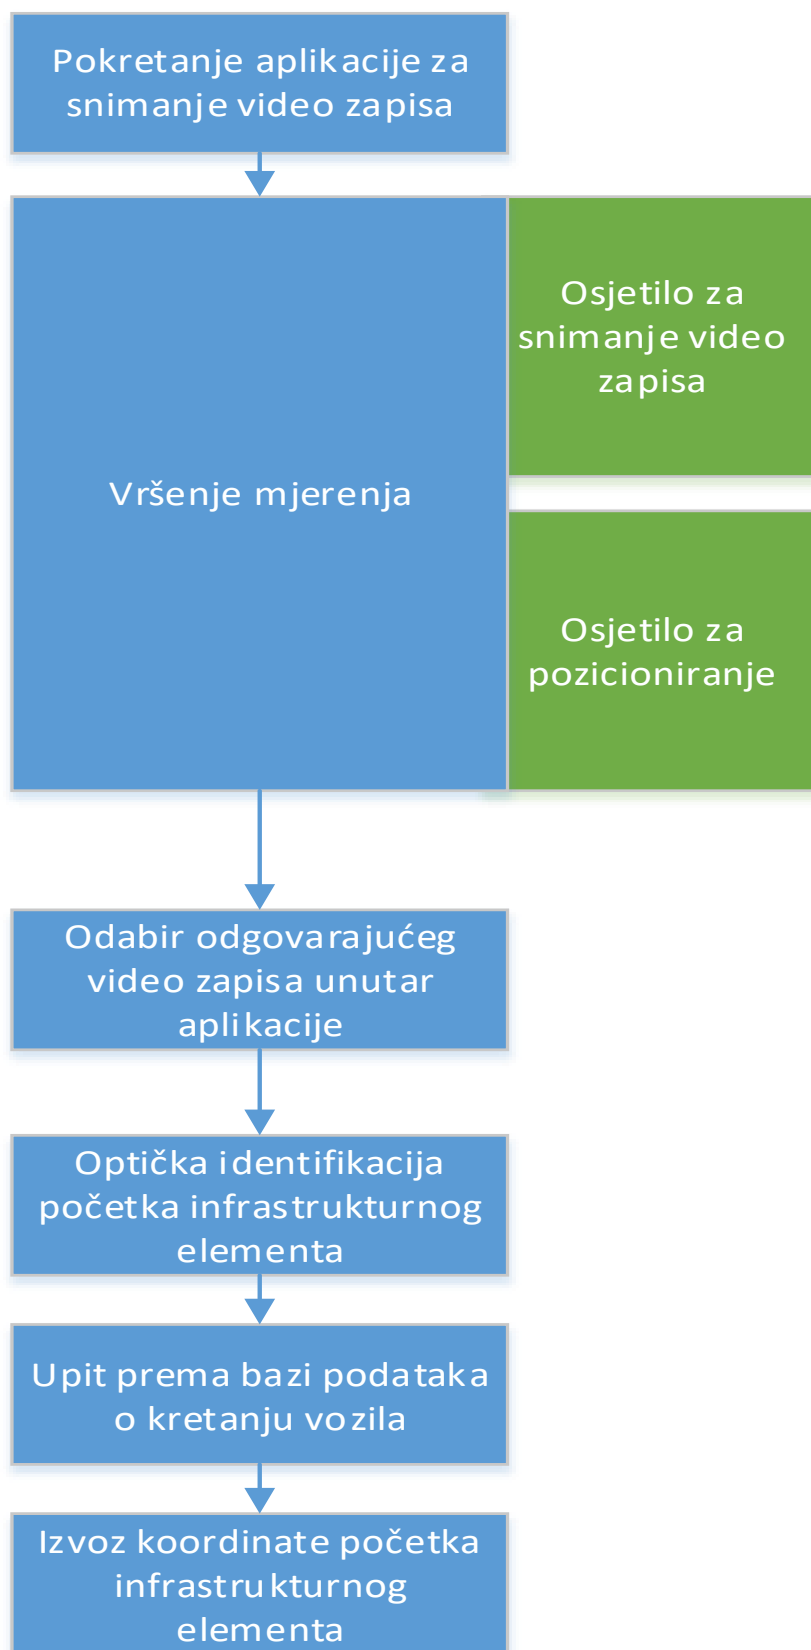 Pokretanje aplikacije za
snimanje video zapisa
Vršenje mjerenja
Osjetilo za
snimanje video
zapisa
Osjetilo za
pozicioniranje
Odabir odgovarajućeg
video zapisa unutar
aplikacije
Optička identifikacija
početka infrastrukturnog
elementa
Upit prema bazi podataka
o kretanju vozila
Izvoz koordinate početka
infrastrukturnog
elementa